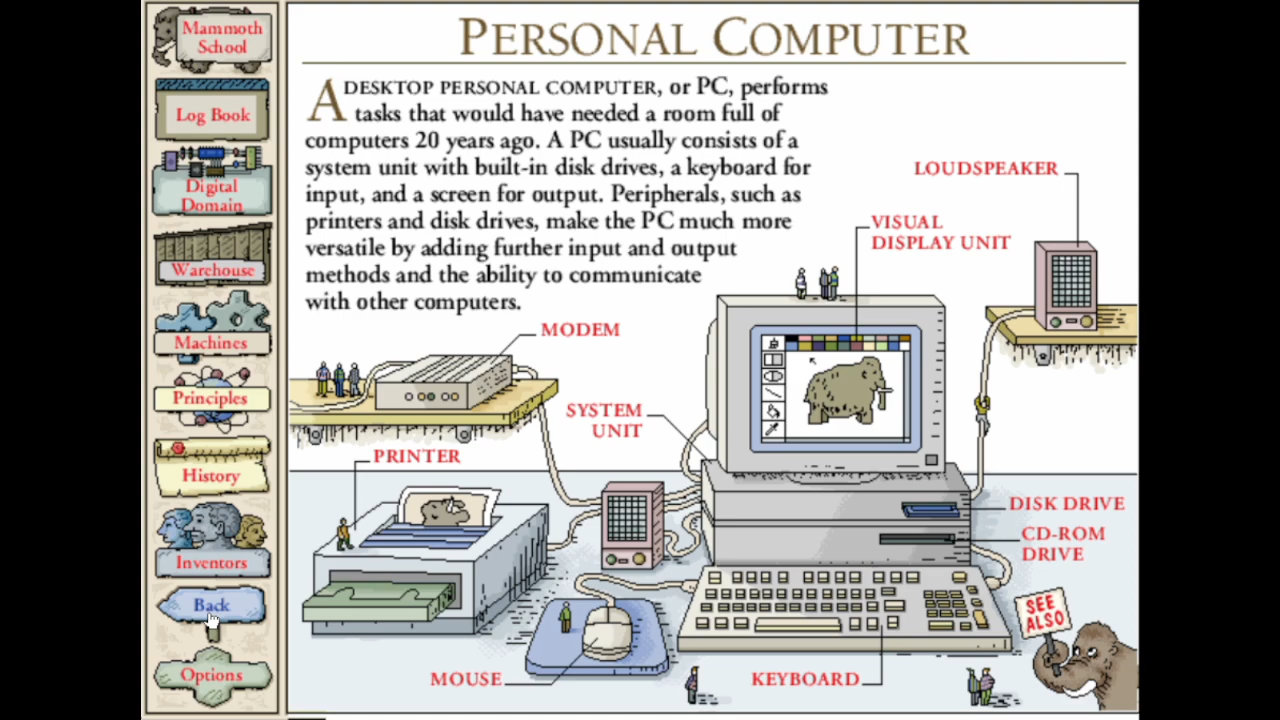 Mammoth
School
Log Book
Digital
Domain
Warehouse
Machines
Principles
History
Inventors
Back
Options
PERSONAL COMPUTER
A DESKTOP PERSONAL COMPUTER, or PC, performs
tasks that would have needed a room full of
computers 20 years ago. A PC usually consists of a
system unit with built-in disk drives, a keyboard for
input, and a screen for output. Peripherals, such as
printers and disk drives, make the PC much more
versatile by adding further input and output
methods and the ability to communicate
with other computers.
LOUDSPEAKER
VISUAL
DISPLAY UNIT
MODEM
SYSTEM
UNIT
PRINTER
DISK DRIVE
CD-ROM
DRIVE
SEE
ALSO
MOUSE
KEYBOARD